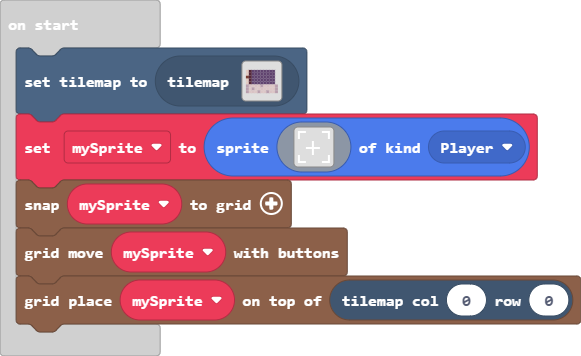 on start
set tilemap to tilemap
set mySprite to sprite of kind Player
snap mySprite to grid
grid move mySprite with buttons
grid place mySprite on top of tilemap col 0 row 0